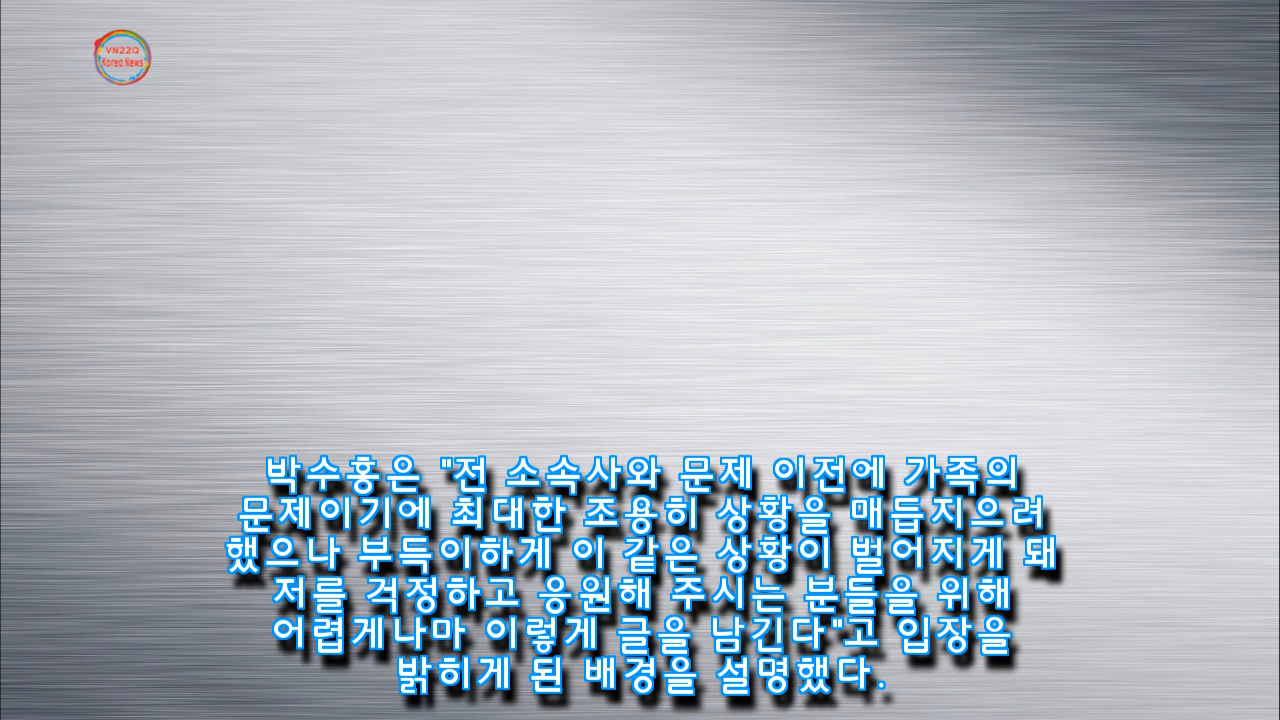 VN22Q
Korea News
박수홍은 "전 소속사와 문제 이전에 가족의
문제이기에 최대한 조용히 상황을 매듭지으려
했으나 부득이하게 이 같은 상황이 벌어지게 돼
저를 걱정하고 응원해 주시는 분들을 위해
어렵게나마 이렇게 글을 남긴다"고 입장을
밝히게 된 배경을 설명했다.